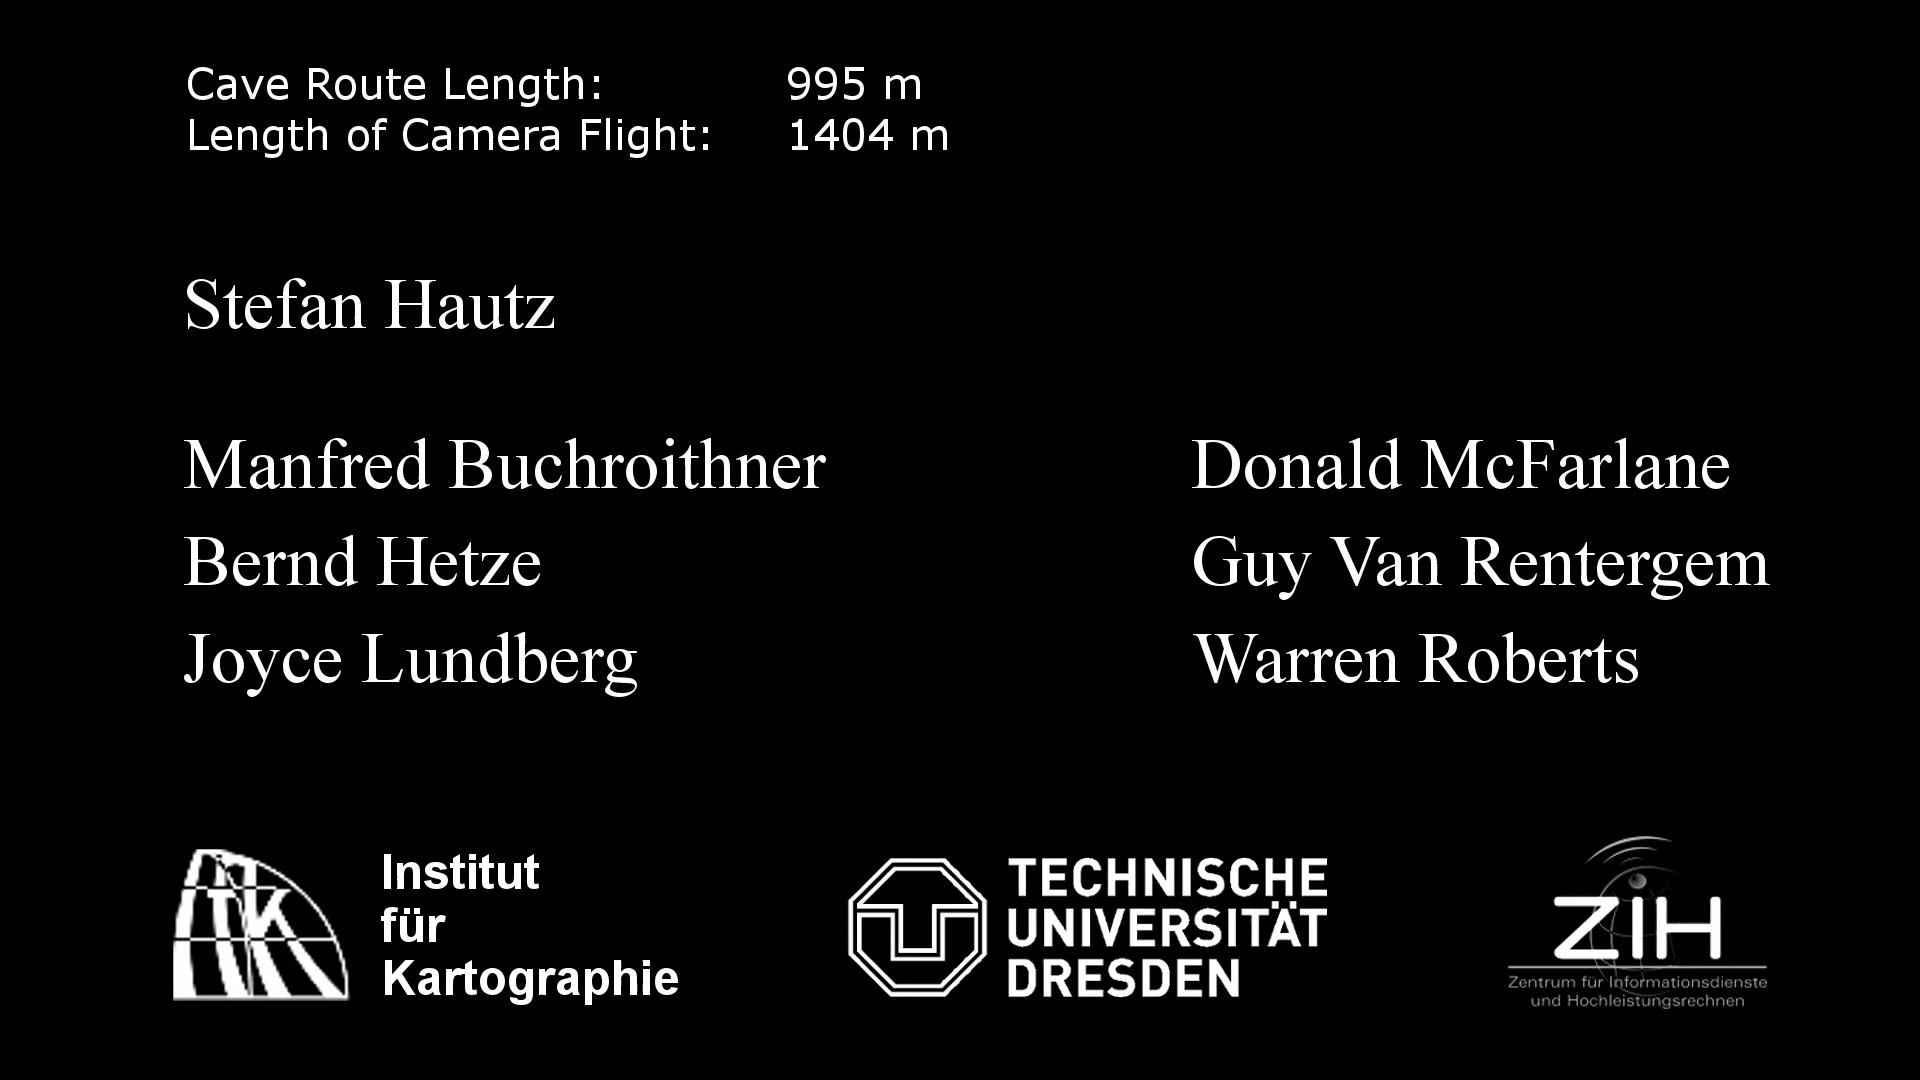 Cave Route Length: 995 m
Length of Camera Flight: 1404 m
Stefan Hautz
Manfred Buchroithner
Bernd Hetze
Joyce Lundberg
Donald McFarlane
Guy Van Rentergem
Warren Roberts
IfK
Institut
für
Kartographie
TECHNISCHE
UNIVERSITÄT
DRESDEN
ZIH
Zentrum für Informationsdienste
und Hochleistungsrechnen